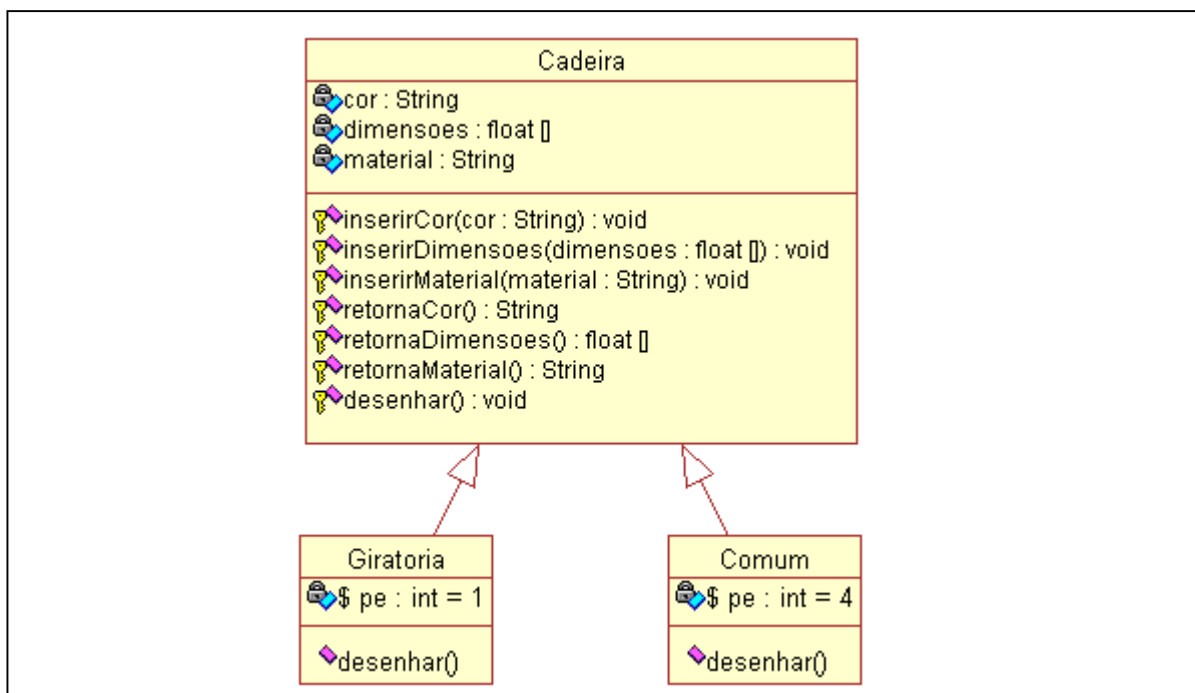 Cadeira
cor : String
dimensoes : float []
material : String
inserirCor(cor : String) : void
inserirDimensoes(dimensoes : float []) : void
inserirMaterial(material : String) : void
retornaCor() : String
retornaDimensoes() : float []
retornaMaterial() : String
desenhar() : void
Giratoria
$ pe : int = 1
desenhar()
Comum
$ pe : int = 4
desenhar()